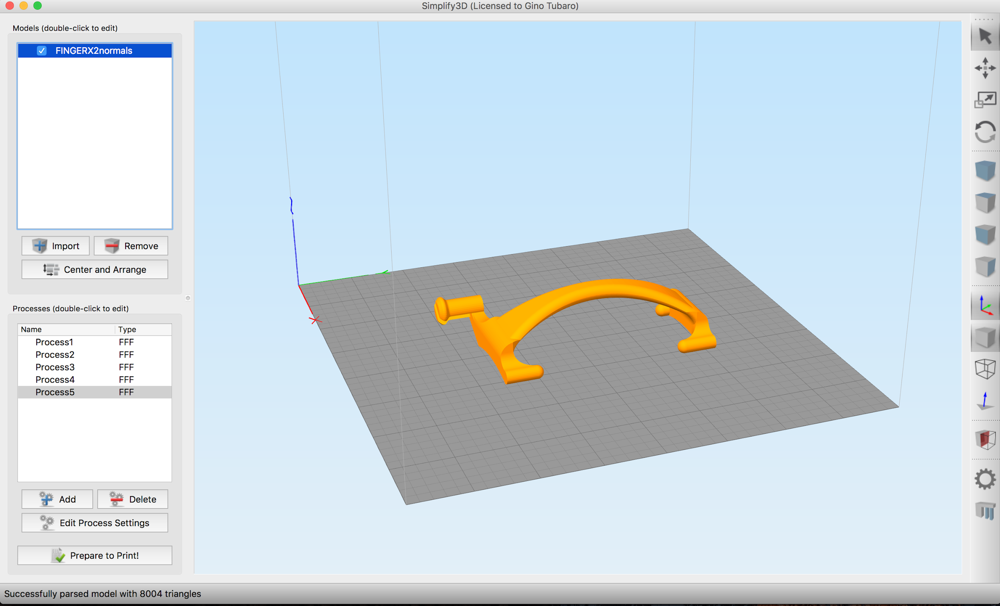 Simplify3D (Licensed to Gino Tubaro)
Models (double-click to edit)
FINGERX2normals
Import Remove
Center and Arrange
Processes (double-click to edit)
Name Type
Process1 FFF
Process2 FFF
Process3 FFF
Process4 FFF
Process5 FFF
Add Delete
Edit Process Settings
Prepare to Print!
Successfully parsed model with 8004 triangles